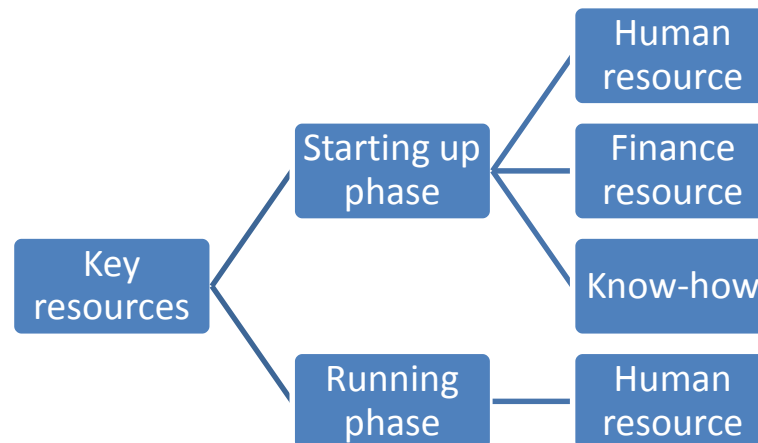 Human
resource
Starting up
phase
Finance
resource
Key
resources
Know-how
Running
phase
Human
resource